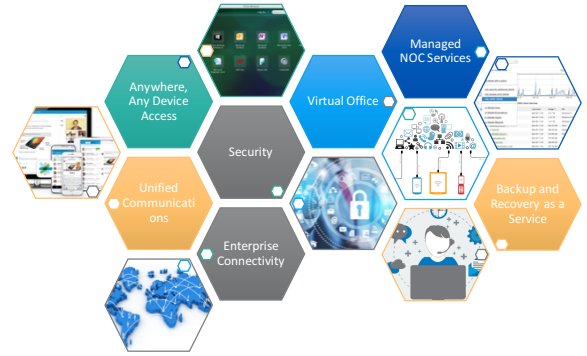 Managed
NOC Services
Anywhere,
Any Device
Access
Virtual Office
Security
Unified
Communicati
ons
Backup and
Recovery as a
Service
Enterprise
Connectivity